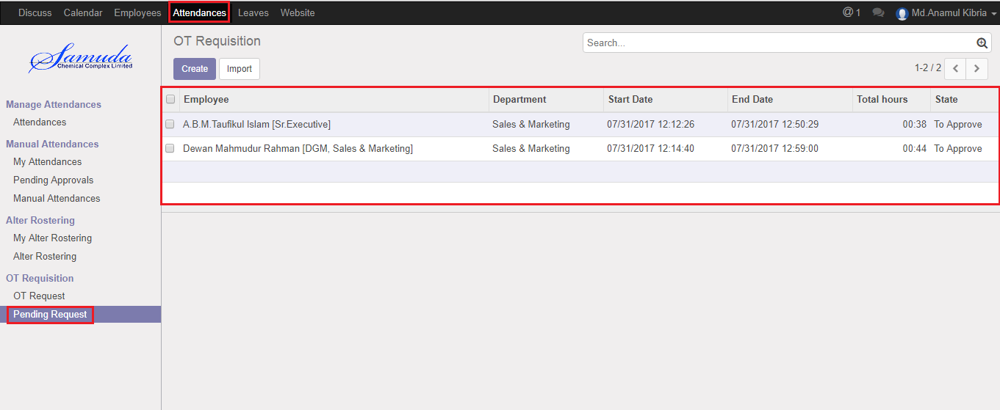 Discuss Calendar Employees Attendances Leaves Website @ 1 Md.Anamul Kibria
Samuda
Chemical Complex Limited
Manage Attendances
Attendances
Manual Attendances
My Attendances
Pending Approvals
Manual Attendances
Alter Rostering
My Alter Rostering
Alter Rostering
OT Requisition
OT Request
Pending Request
OT Requisition
Search...
Create Import
1-2 / 2
Employee Department Start Date End Date Total hours State
A.B.M.Taufikul Islam [Sr.Executive] Sales & Marketing 07/31/2017 12:12:26 07/31/2017 12:50:29 00:38 To Approve
Dewan Mahmudur Rahman [DGM, Sales & Marketing] Sales & Marketing 07/31/2017 12:14:40 07/31/2017 12:59:00 00:44 To Approve